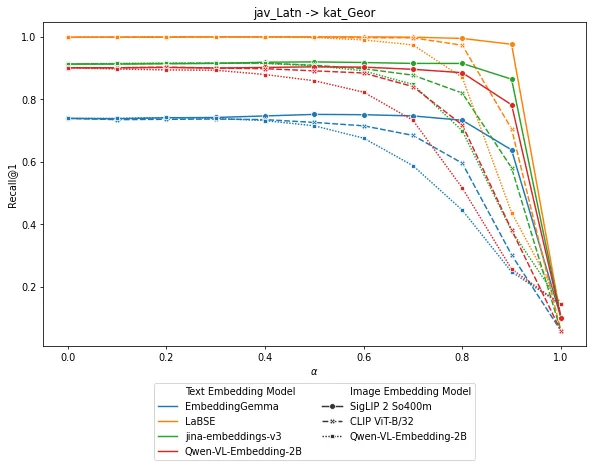 jav_Latn -> kat_Geor
1.0
0.8
0.6
0.4
0.2
Recall@1
0.0 0.2 0.4 0.6 0.8 1.0
α
Text Embedding Model Image Embedding Model
EmbeddingGemma SigLIP 2 So400m
LaBSE CLIP ViT-B/32
jina-embeddings-v3 Qwen-VL-Embedding-2B
Qwen-VL-Embedding-2B